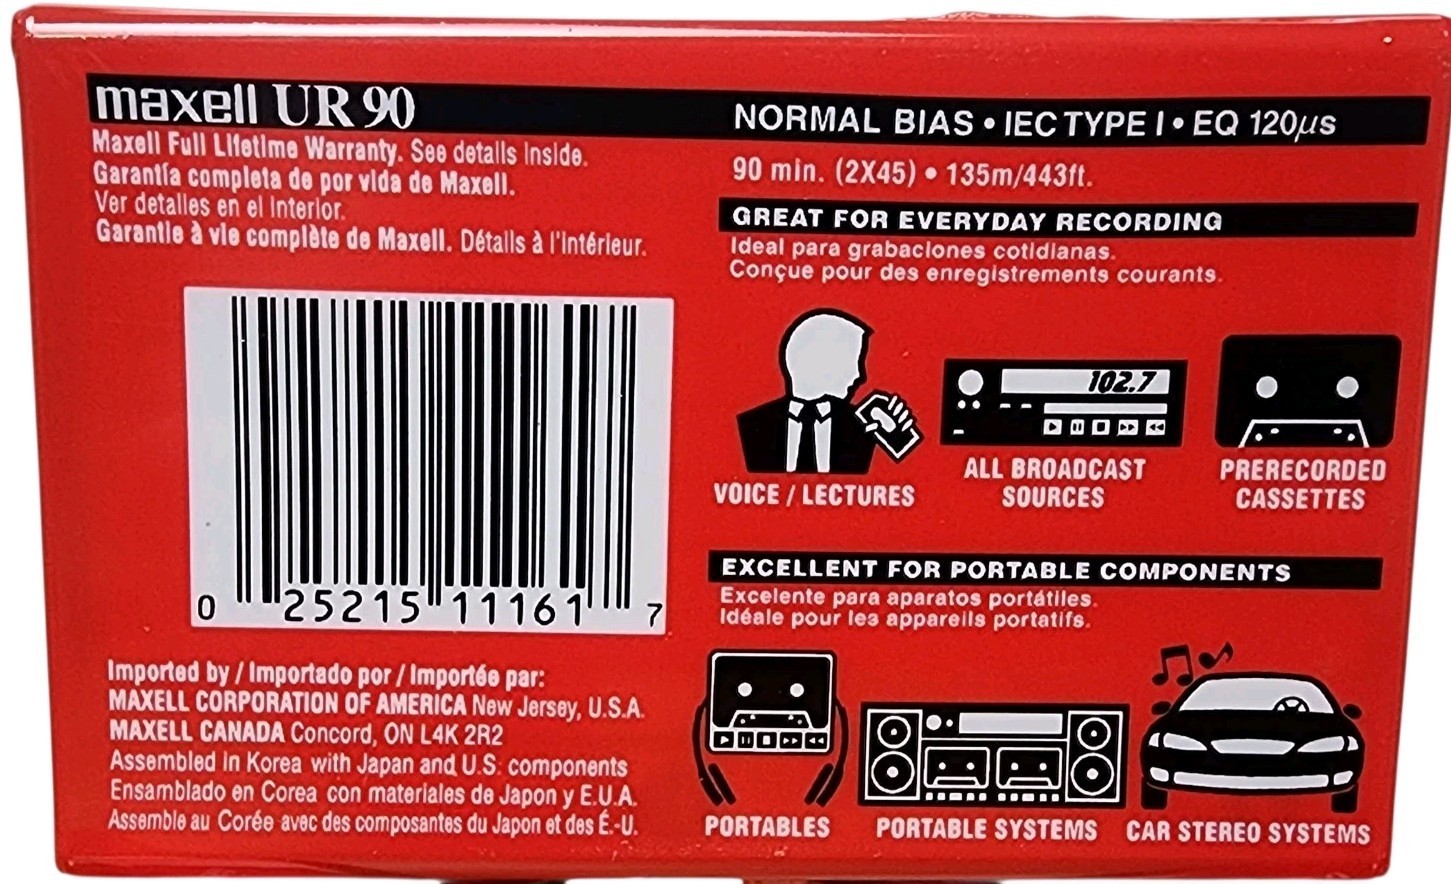 maxell UR 90
Maxell Full Lifetime Warranty. See details inside.
Garantía completa de por vida de Maxell.
Ver detalles en el interior.
Garantie à vie complète de Maxell. Détails à l'intérieur.
0 25215 11161 7
Imported by / Importado por / Importée par:
MAXELL CORPORATION OF AMERICA New Jersey, U.S.A.
MAXELL CANADA Concord, ON L4K 2R2
Assembled in Korea with Japan and U.S. components
Ensamblado en Corea con materiales de Japon y E.U.A.
Assemble au Corée avec des composantes du Japon et des É.-U.
NORMAL BIAS • IEC TYPE I • EQ 120µs
90 min. (2X45) • 135m/443ft.
GREAT FOR EVERYDAY RECORDING
Ideal para grabaciones cotidianas.
Conçue pour des enregistrements courants.
102.7
VOICE / LECTURES
ALL BROADCAST
SOURCES
PRERECORDED
CASSETTES
EXCELLENT FOR PORTABLE COMPONENTS
Excelente para aparatos portátiles.
Idéale pour les appareils portatifs.
PORTABLES
PORTABLE SYSTEMS
CAR STEREO SYSTEMS